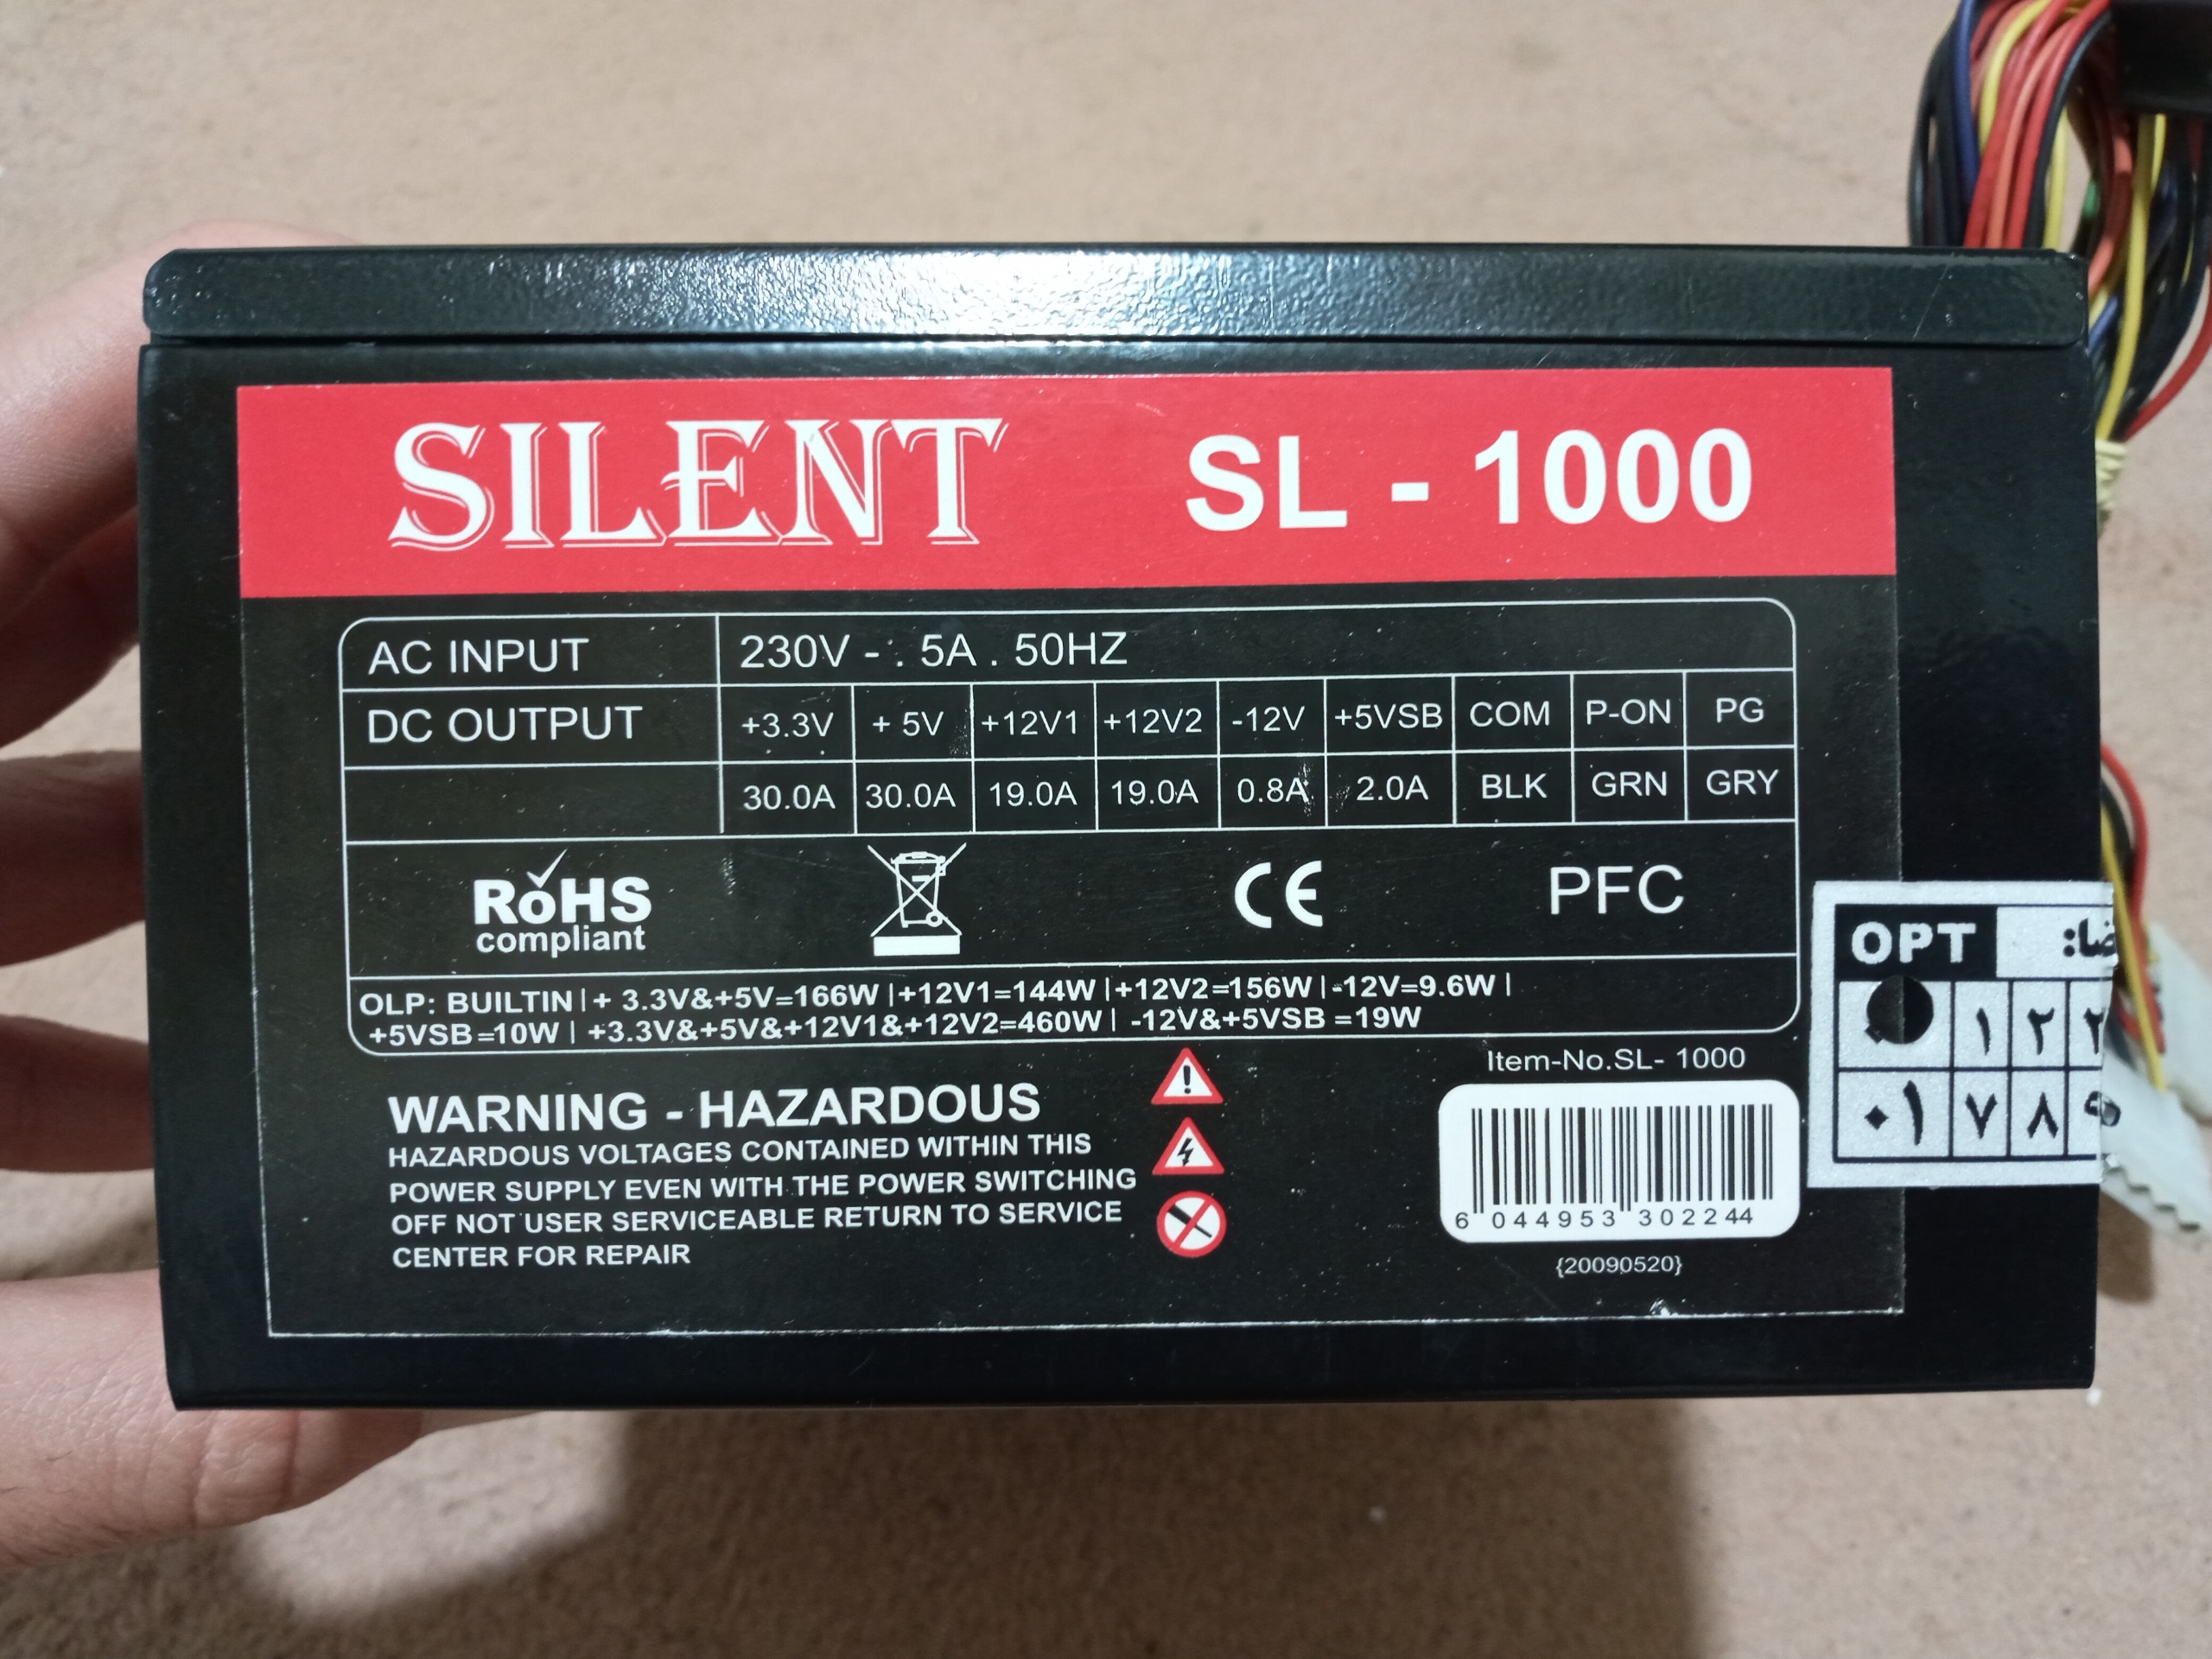 SILENT SL - 1000
AC INPUT 230V - . 5A . 50HZ
DC OUTPUT +3.3V + 5V +12V1 +12V2 -12V +5VSB COM P-ON PG
30.0A 30.0A 19.0A 19.0A 0.8A 2.0A BLK GRN GRY
RoHS
compliant
CE
PFC
OLP: BUILTIN | + 3.3V&+5V=166W |+12V1=144W |+12V2=156W |-12V=9.6W |
+5VSB=10W | +3.3V&+5V&+12V1&+12V2=460W | -12V&+5VSB =19W
WARNING - HAZARDOUS
HAZARDOUS VOLTAGES CONTAINED WITHIN THIS
POWER SUPPLY EVEN WITH THE POWER SWITCHING
OFF NOT USER SERVICEABLE RETURN TO SERVICE
CENTER FOR REPAIR
Item-No.SL- 1000
6 044953 302244
{20090520}
OPT
١ ٢
٠١ ٧ ٨